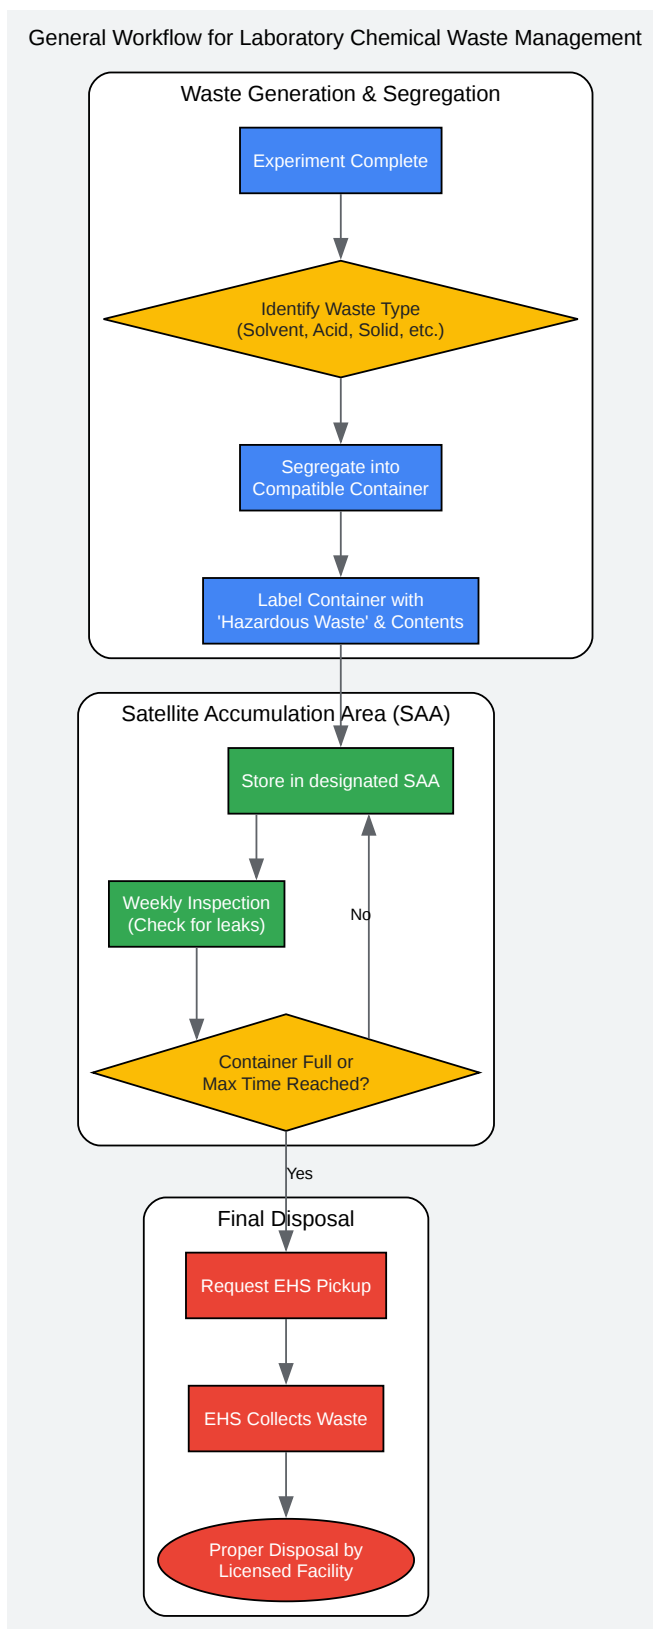 General Workflow for Laboratory Chemical Waste Management
Waste Generation & Segregation
Experiment Complete
Identify Waste Type
(Solvent, Acid, Solid, etc.)
Segregate into
Compatible Container
Label Container with
'Hazardous Waste' & Contents
Satellite Accumulation Area (SAA)
Store in designated SAA
Weekly Inspection
(Check for leaks)
No
Container Full or
Max Time Reached?
Yes
Final Disposal
Request EHS Pickup
EHS Collects Waste
Proper Disposal by
Licensed Facility